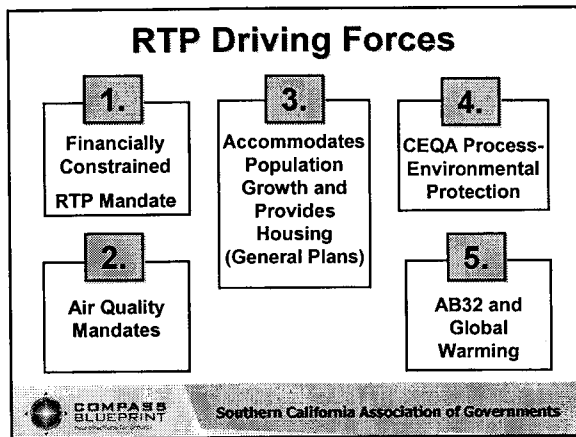 RTP Driving Forces
1.
Financially
Constrained
RTP Mandate
2.
Air Quality
Mandates
3.
Accommodates
Population
Growth and
Provides
Housing
(General Plans)
4.
CEQA Process-
Environmental
Protection
5.
AB32 and
Global
Warming
COMPASS
BLUEPRINT
Southern California Association of Governments